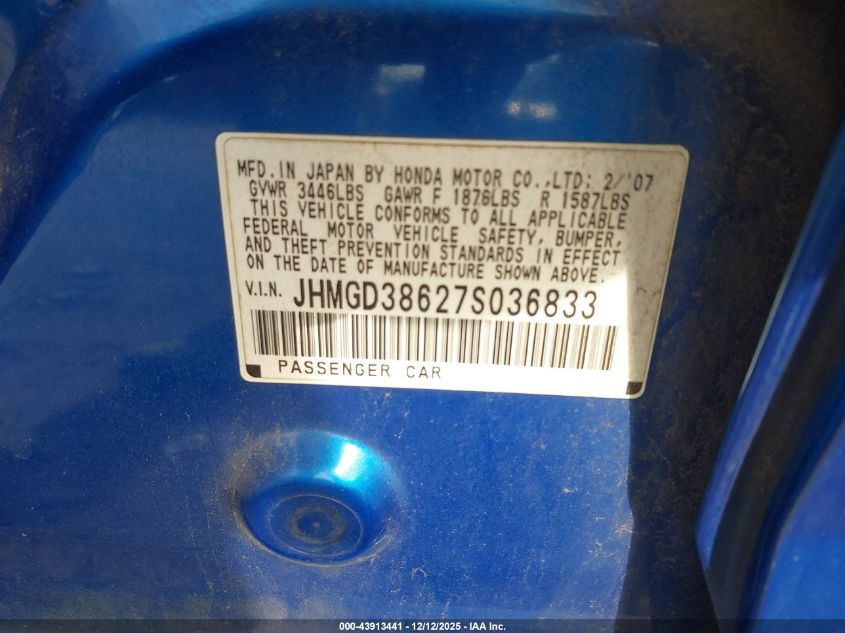 MFD.IN JAPAN BY HONDA MOTOR CO.,LTD: 2/'07
GVWR 3446LBS GAWR F 1876LBS R 1587LBS
THIS VEHICLE CONFORMS TO ALL APPLICABLE
FEDERAL MOTOR VEHICLE SAFETY, BUMPER,
AND THEFT PREVENTION STANDARDS IN EFFECT
ON THE DATE OF MANUFACTURE SHOWN ABOVE.
V.I.N. JHMGD38627S036833
PASSENGER CAR
000-43913441 - 12/12/2025 - IAA Inc.